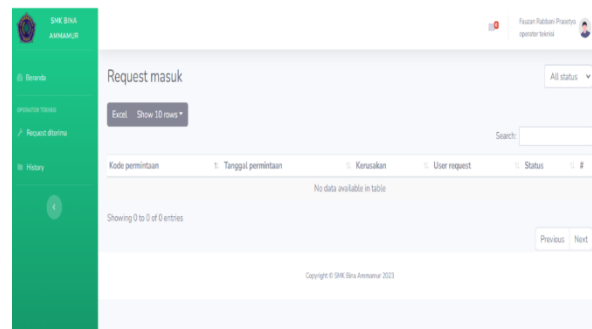 SMK BINA
AMMAMUR
Fauzan Rabbani Prasetyo
operator teknisi
Beranda
OPERATOR TEKNISI
Request diterima
History
Request masuk
All status
Excel Show 10 rows
Search:
Kode permintaan Tanggal permintaan Kerusakan User request Status #
No data available in table
Showing 0 to 0 of 0 entries
Previous Next
Copyright © SMK Bina Ammamur 2023